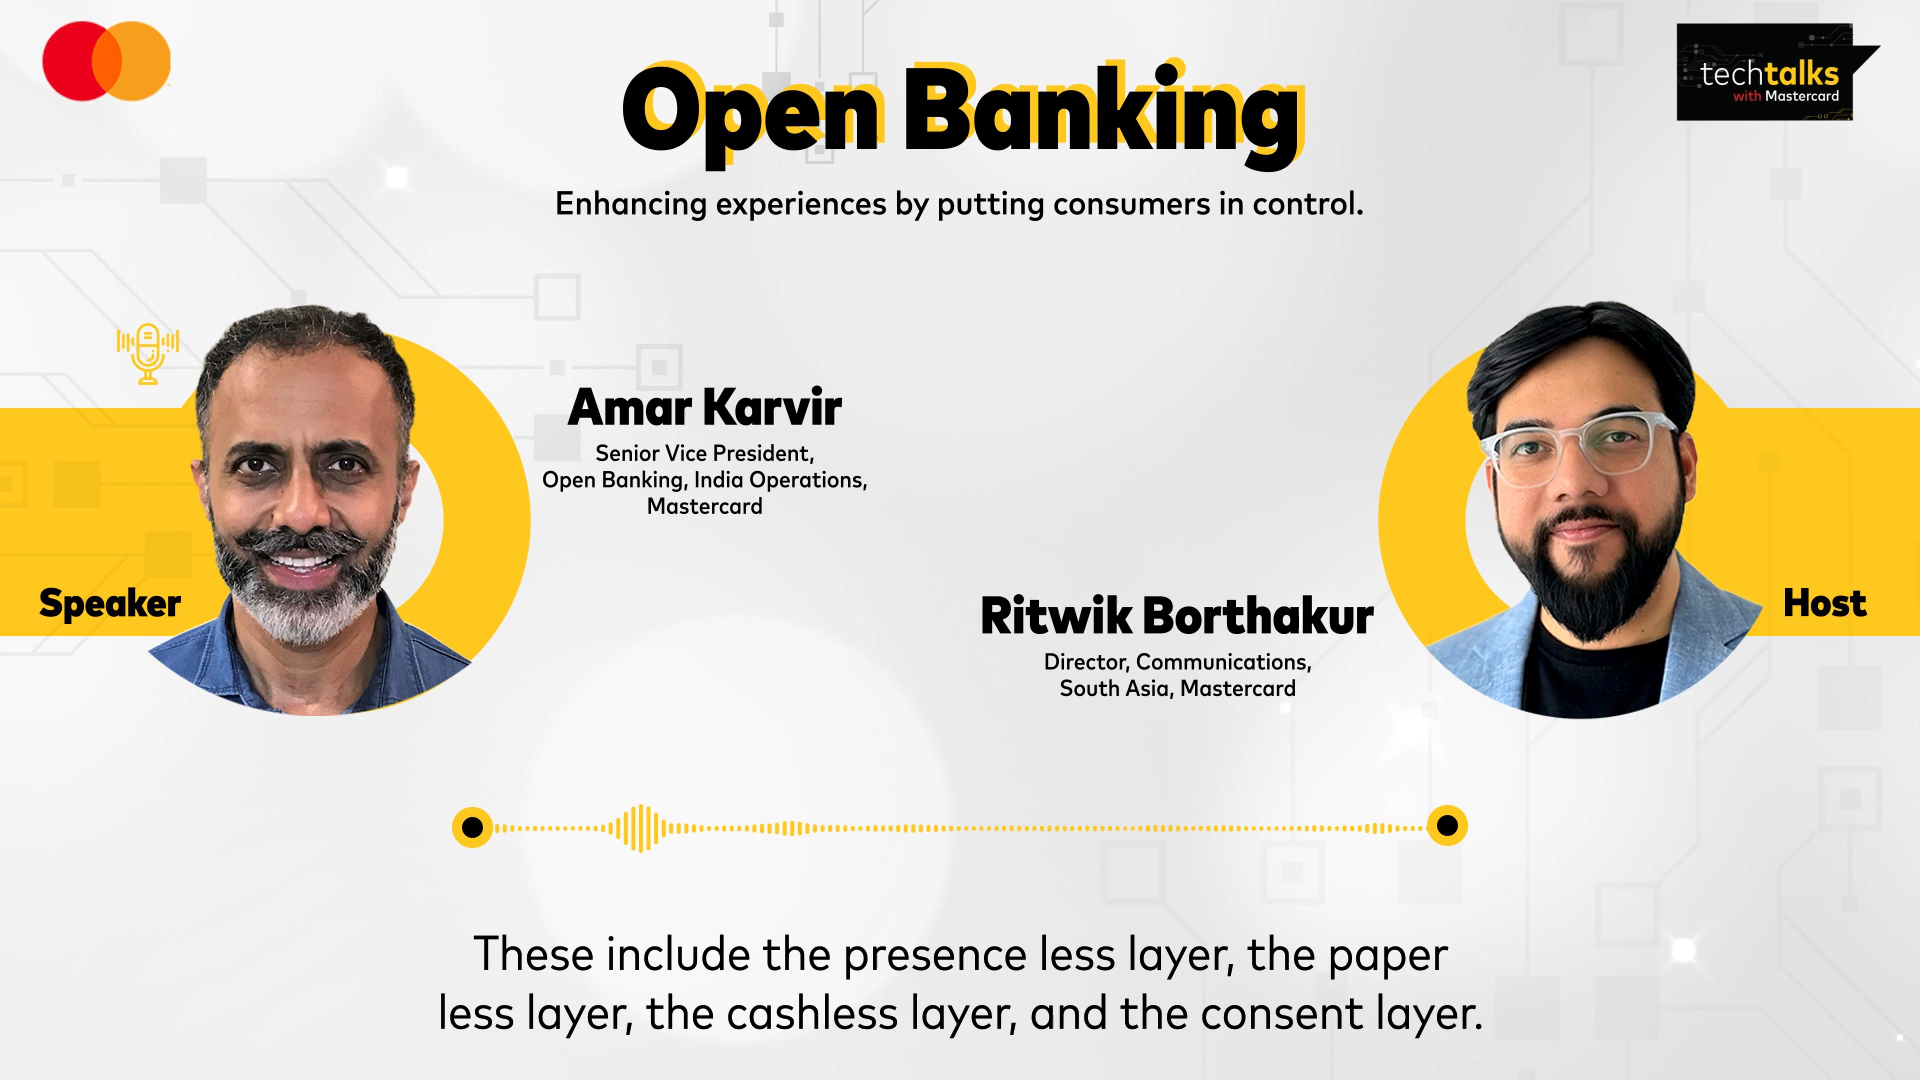 techtalks
with Mastercard
Open Banking
Enhancing experiences by putting consumers in control.
Speaker
Amar Karvir
Senior Vice President,
Open Banking, India Operations,
Mastercard
Ritwik Borthakur
Director, Communications,
South Asia, Mastercard
Host
These include the presence less layer, the paper
less layer, the cashless layer, and the consent layer.